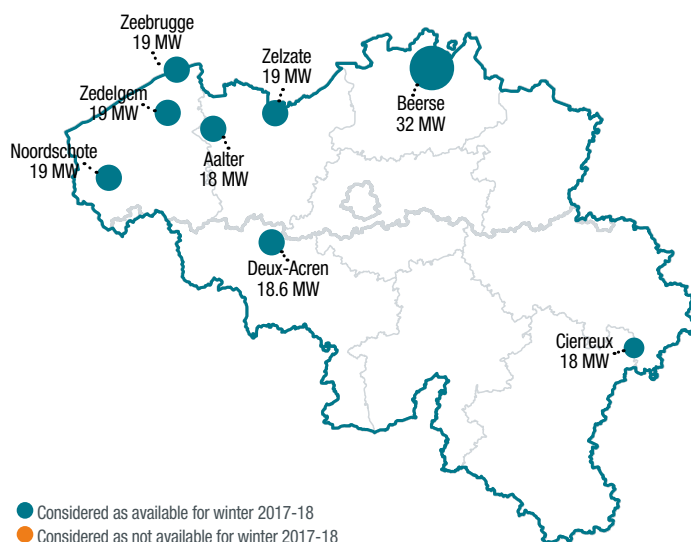 Zeebrugge
19 MW
Zelzate
19 MW
Zedelgem
19 MW
Beerse
32 MW
Noordschote
19 MW
Aalter
18 MW
Deux-Acren
18.6 MW
Cierreux
18 MW
Considered as available for winter 2017-18
Considered as not available for winter 2017-18